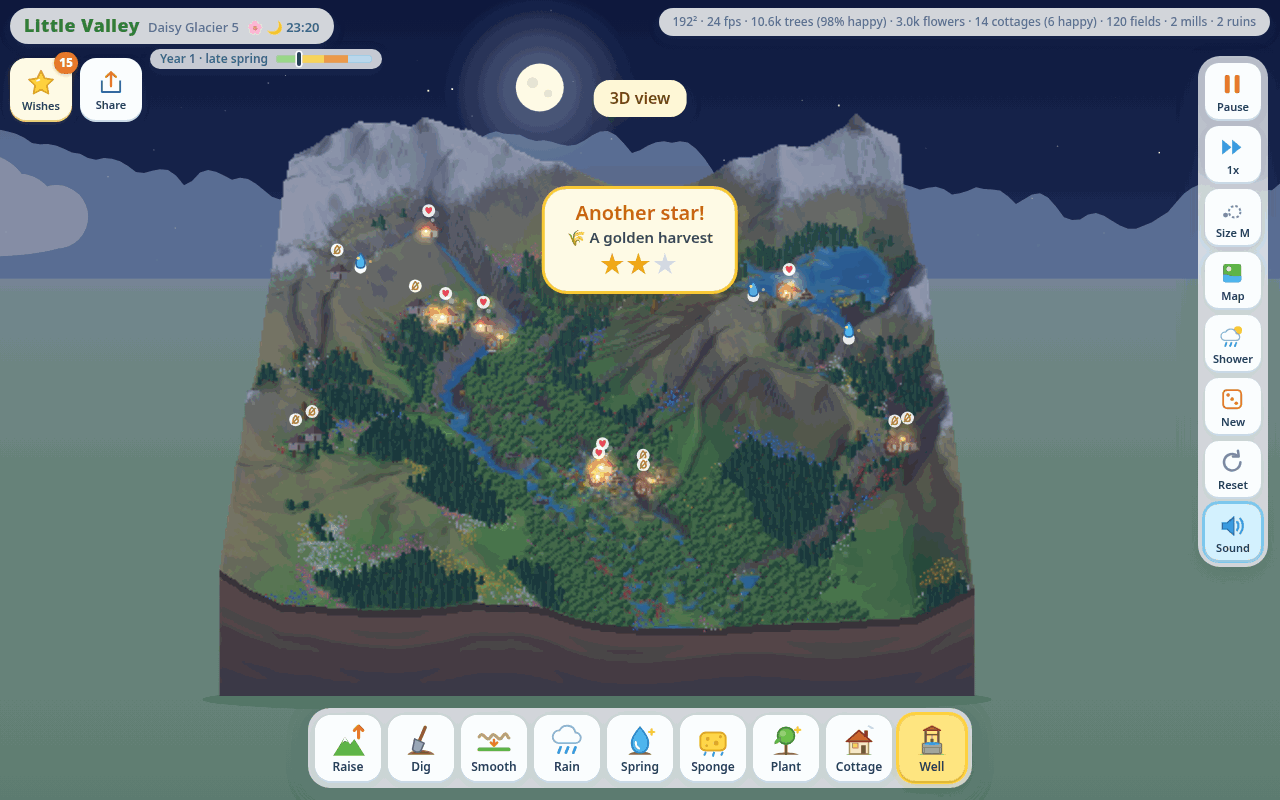 Little Valley Daisy Glacier 5 🌸 🌙 23:20
192² · 24 fps · 10.6k trees (98% happy) · 3.0k flowers · 14 cottages (6 happy) · 120 fields · 2 mills · 2 ruins
Year 1 · late spring
15
Wishes
Share
3D view
Another star!
🌾 A golden harvest
Pause
1x
Size M
Map
Shower
New
Reset
Sound
Raise
Dig
Smooth
Rain
Spring
Sponge
Plant
Cottage
Well